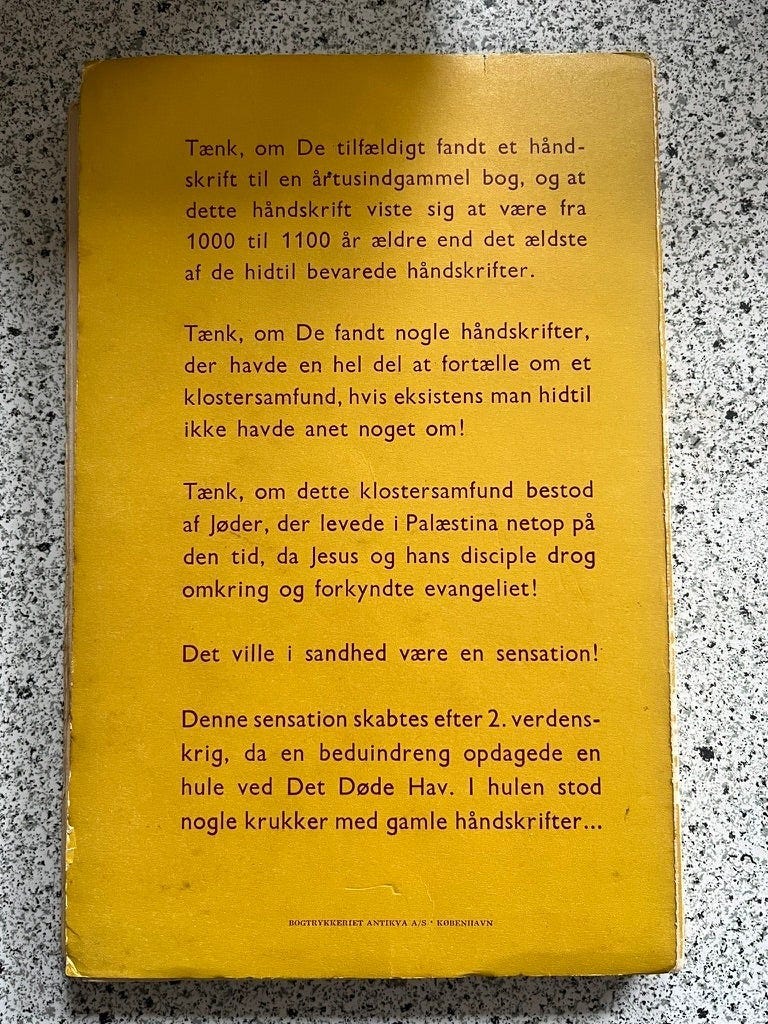 Tænk, om De tilfældigt fandt et hånd-
skrift til en årtusindgammel bog, og at
dette håndskrift viste sig at være fra
1000 til 1100 år ældre end det ældste
af de hidtil bevarede håndskrifter.
Tænk, om De fandt nogle håndskrifter,
der havde en hel del at fortælle om et
klostersamfund, hvis eksistens man hidtil
ikke havde anet noget om!
Tænk, om dette klostersamfund bestod
af Jøder, der levede i Palæstina netop på
den tid, da Jesus og hans disciple drog
omkring og forkyndte evangeliet!
Det ville i sandhed være en sensation!
Denne sensation skabtes efter 2. verdens-
krig, da en beduindreng opdagede en
hule ved Det Døde Hav. I hulen stod
nogle krukker med gamle håndskrifter...
BOGTRYKKERIET ANTIKVA A/S · KØBENHAVN